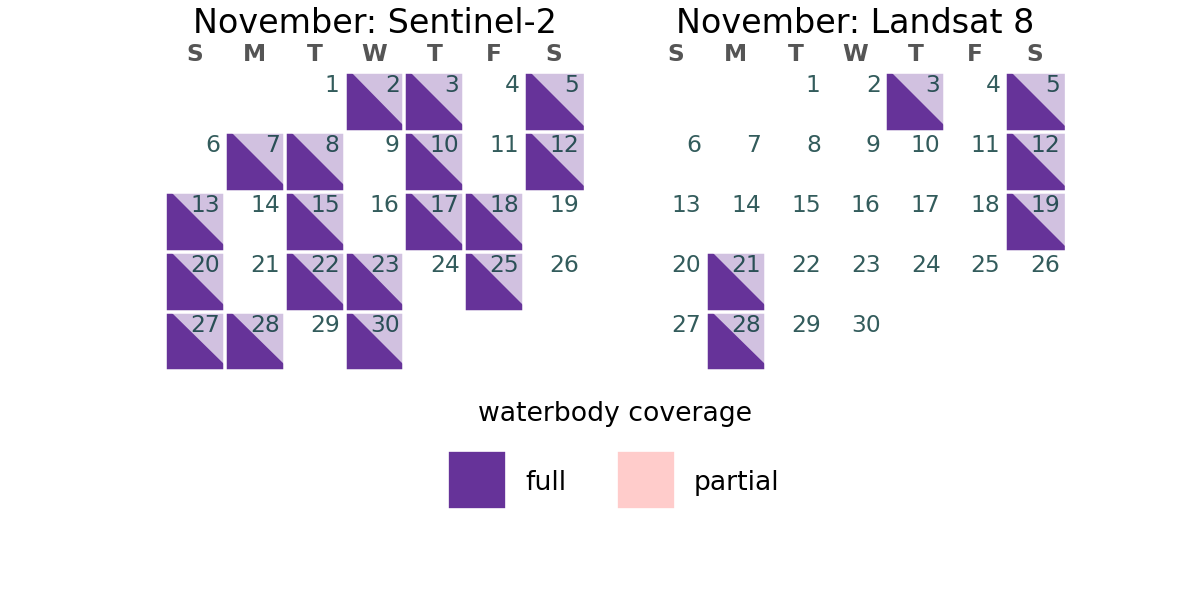 November: Sentinel-2
S M T W T F S
1 2 3 4 5
6 7 8 9 10 11 12
13 14 15 16 17 18 19
20 21 22 23 24 25 26
27 28 29 30
November: Landsat 8
S M T W T F S
1 2 3 4 5
6 7 8 9 10 11 12
13 14 15 16 17 18 19
20 21 22 23 24 25 26
27 28 29 30
waterbody coverage
full partial